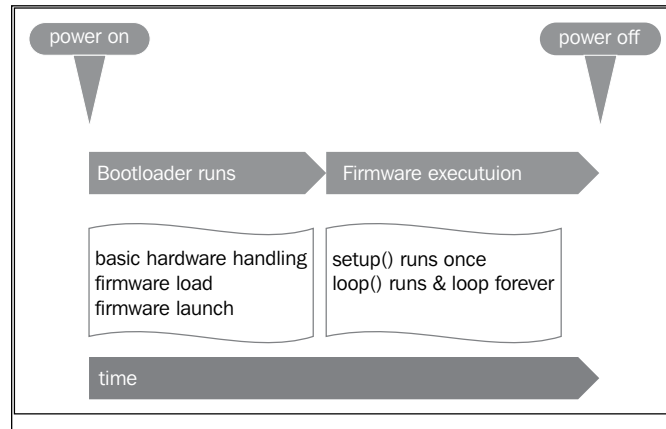 power on
power off
Bootloader runs
Firmware executuion
basic hardware handling
firmware load
firmware launch
setup() runs once
loop() runs & loop forever
time